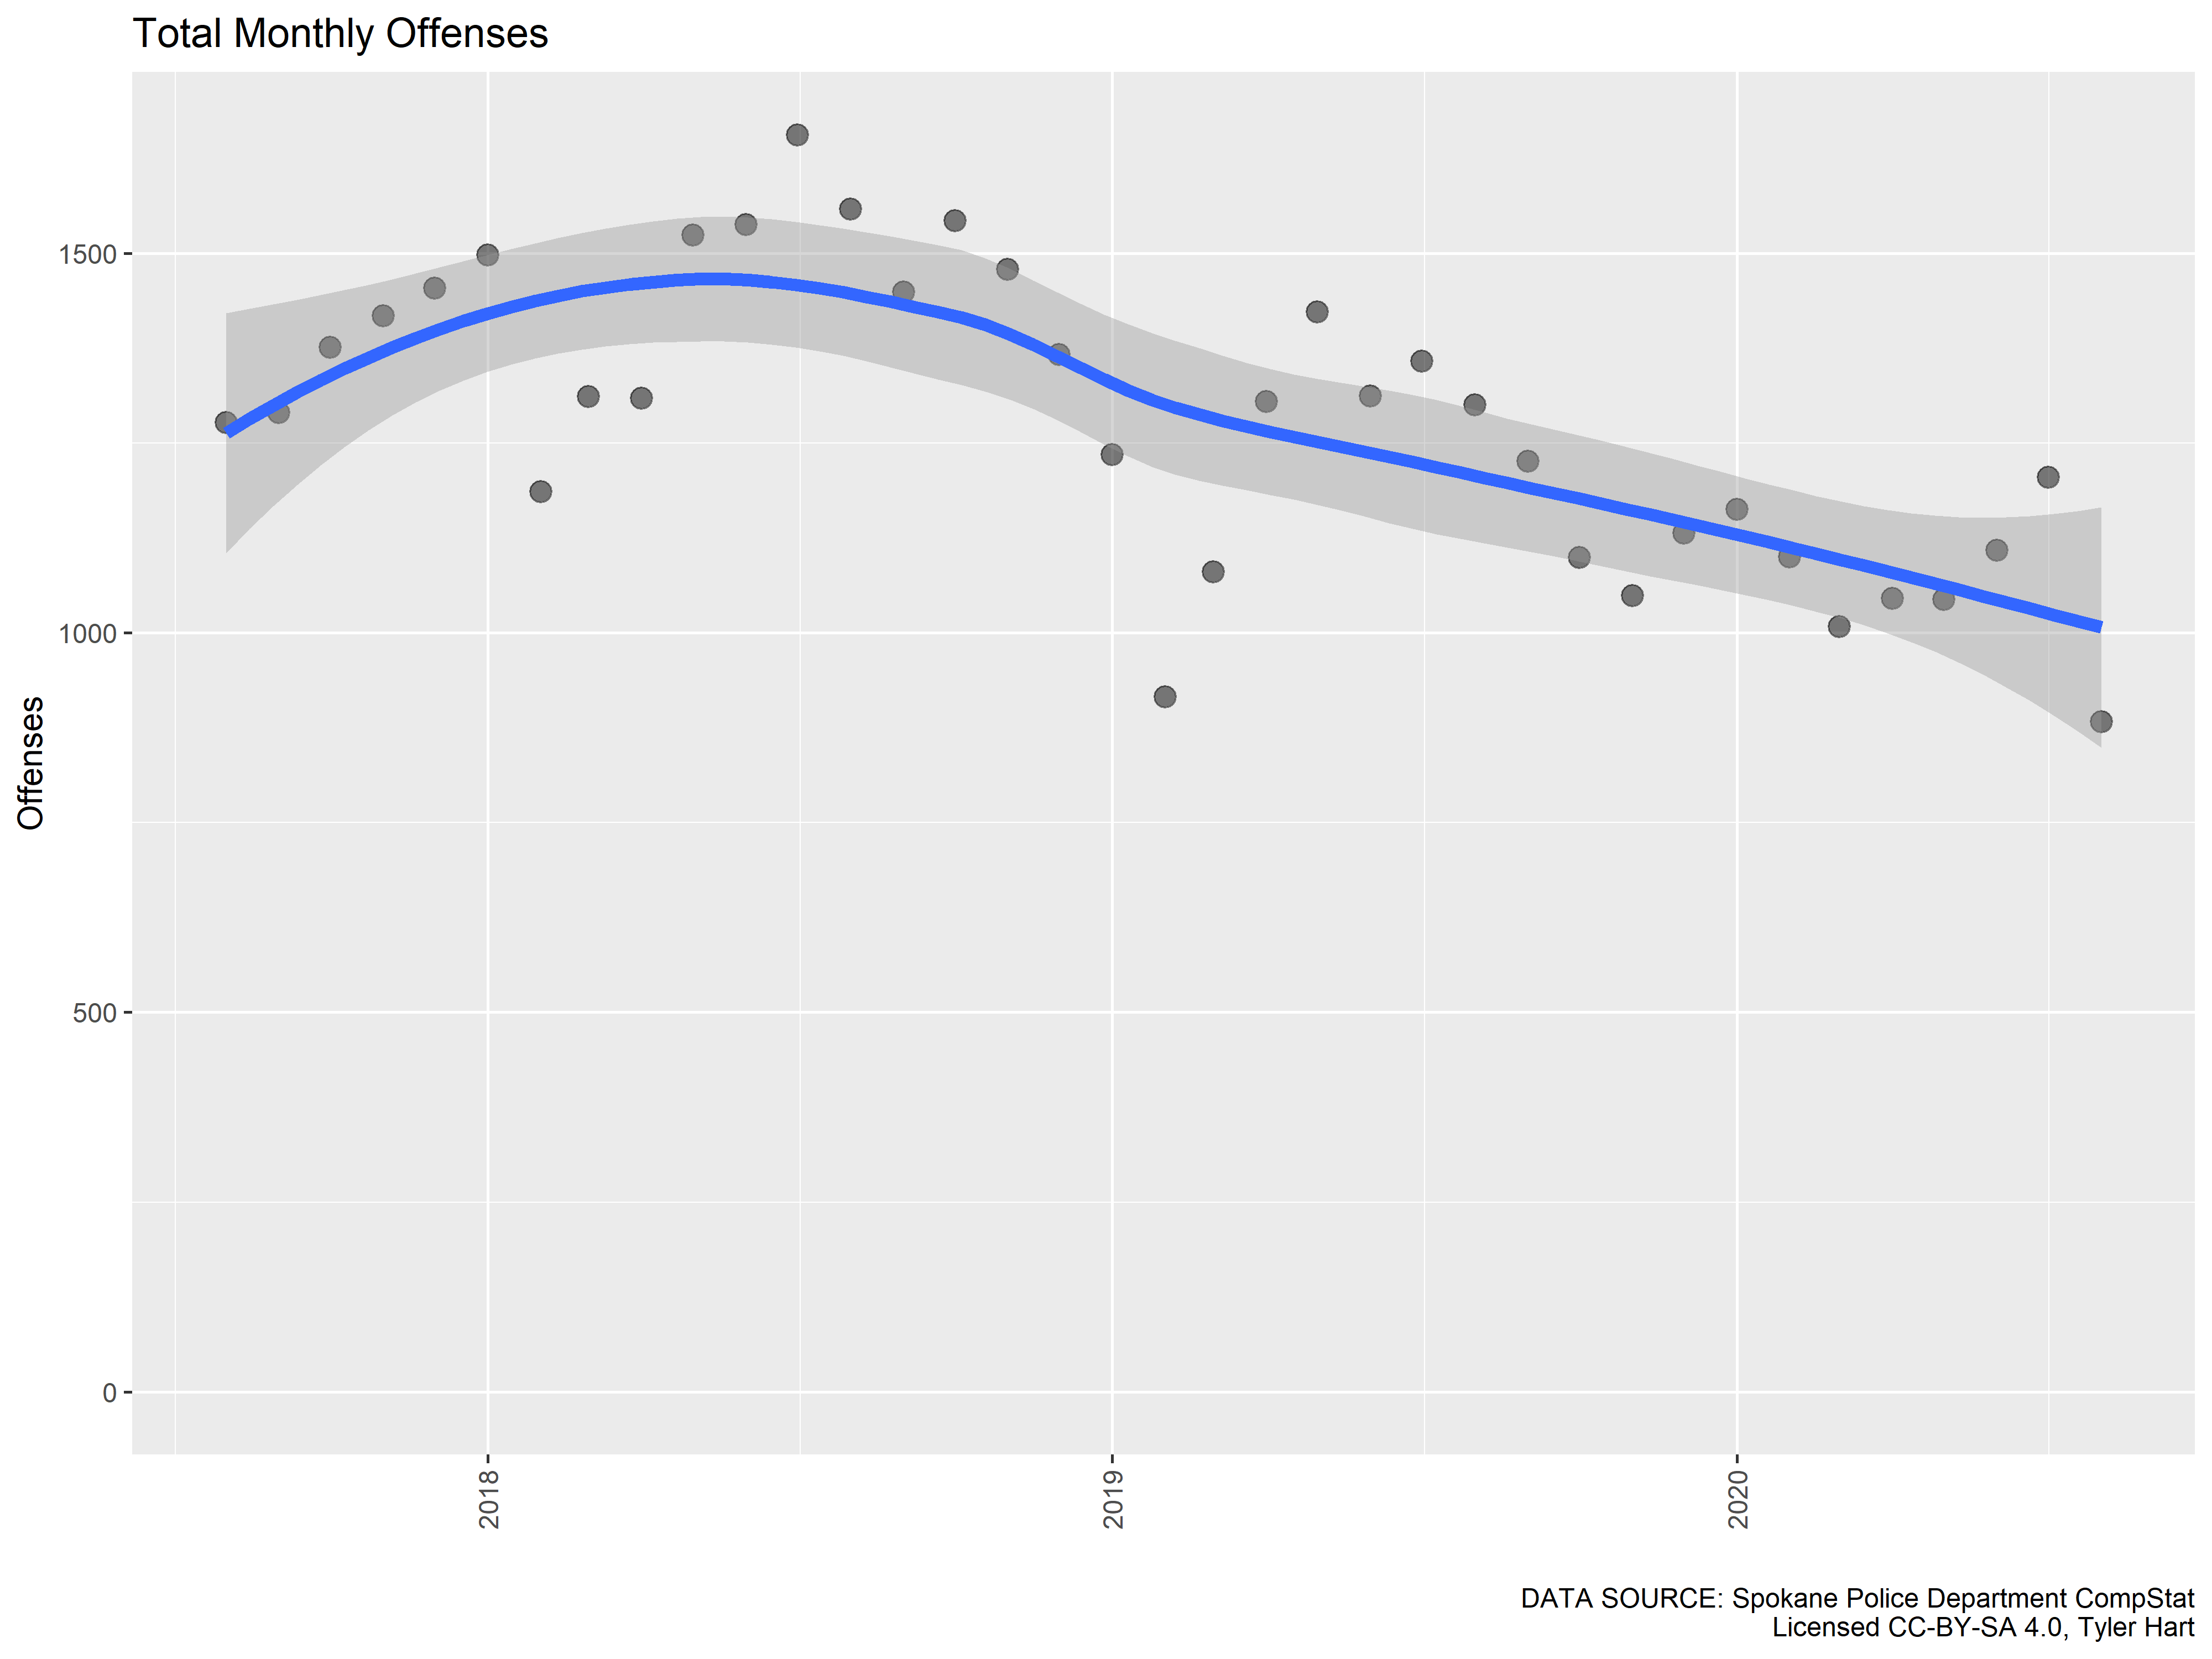 Total Monthly Offenses
Offenses
1500
1000
500
0
2018
2019
2020
DATA SOURCE: Spokane Police Department CompStat
Licensed CC-BY-SA 4.0, Tyler Hart